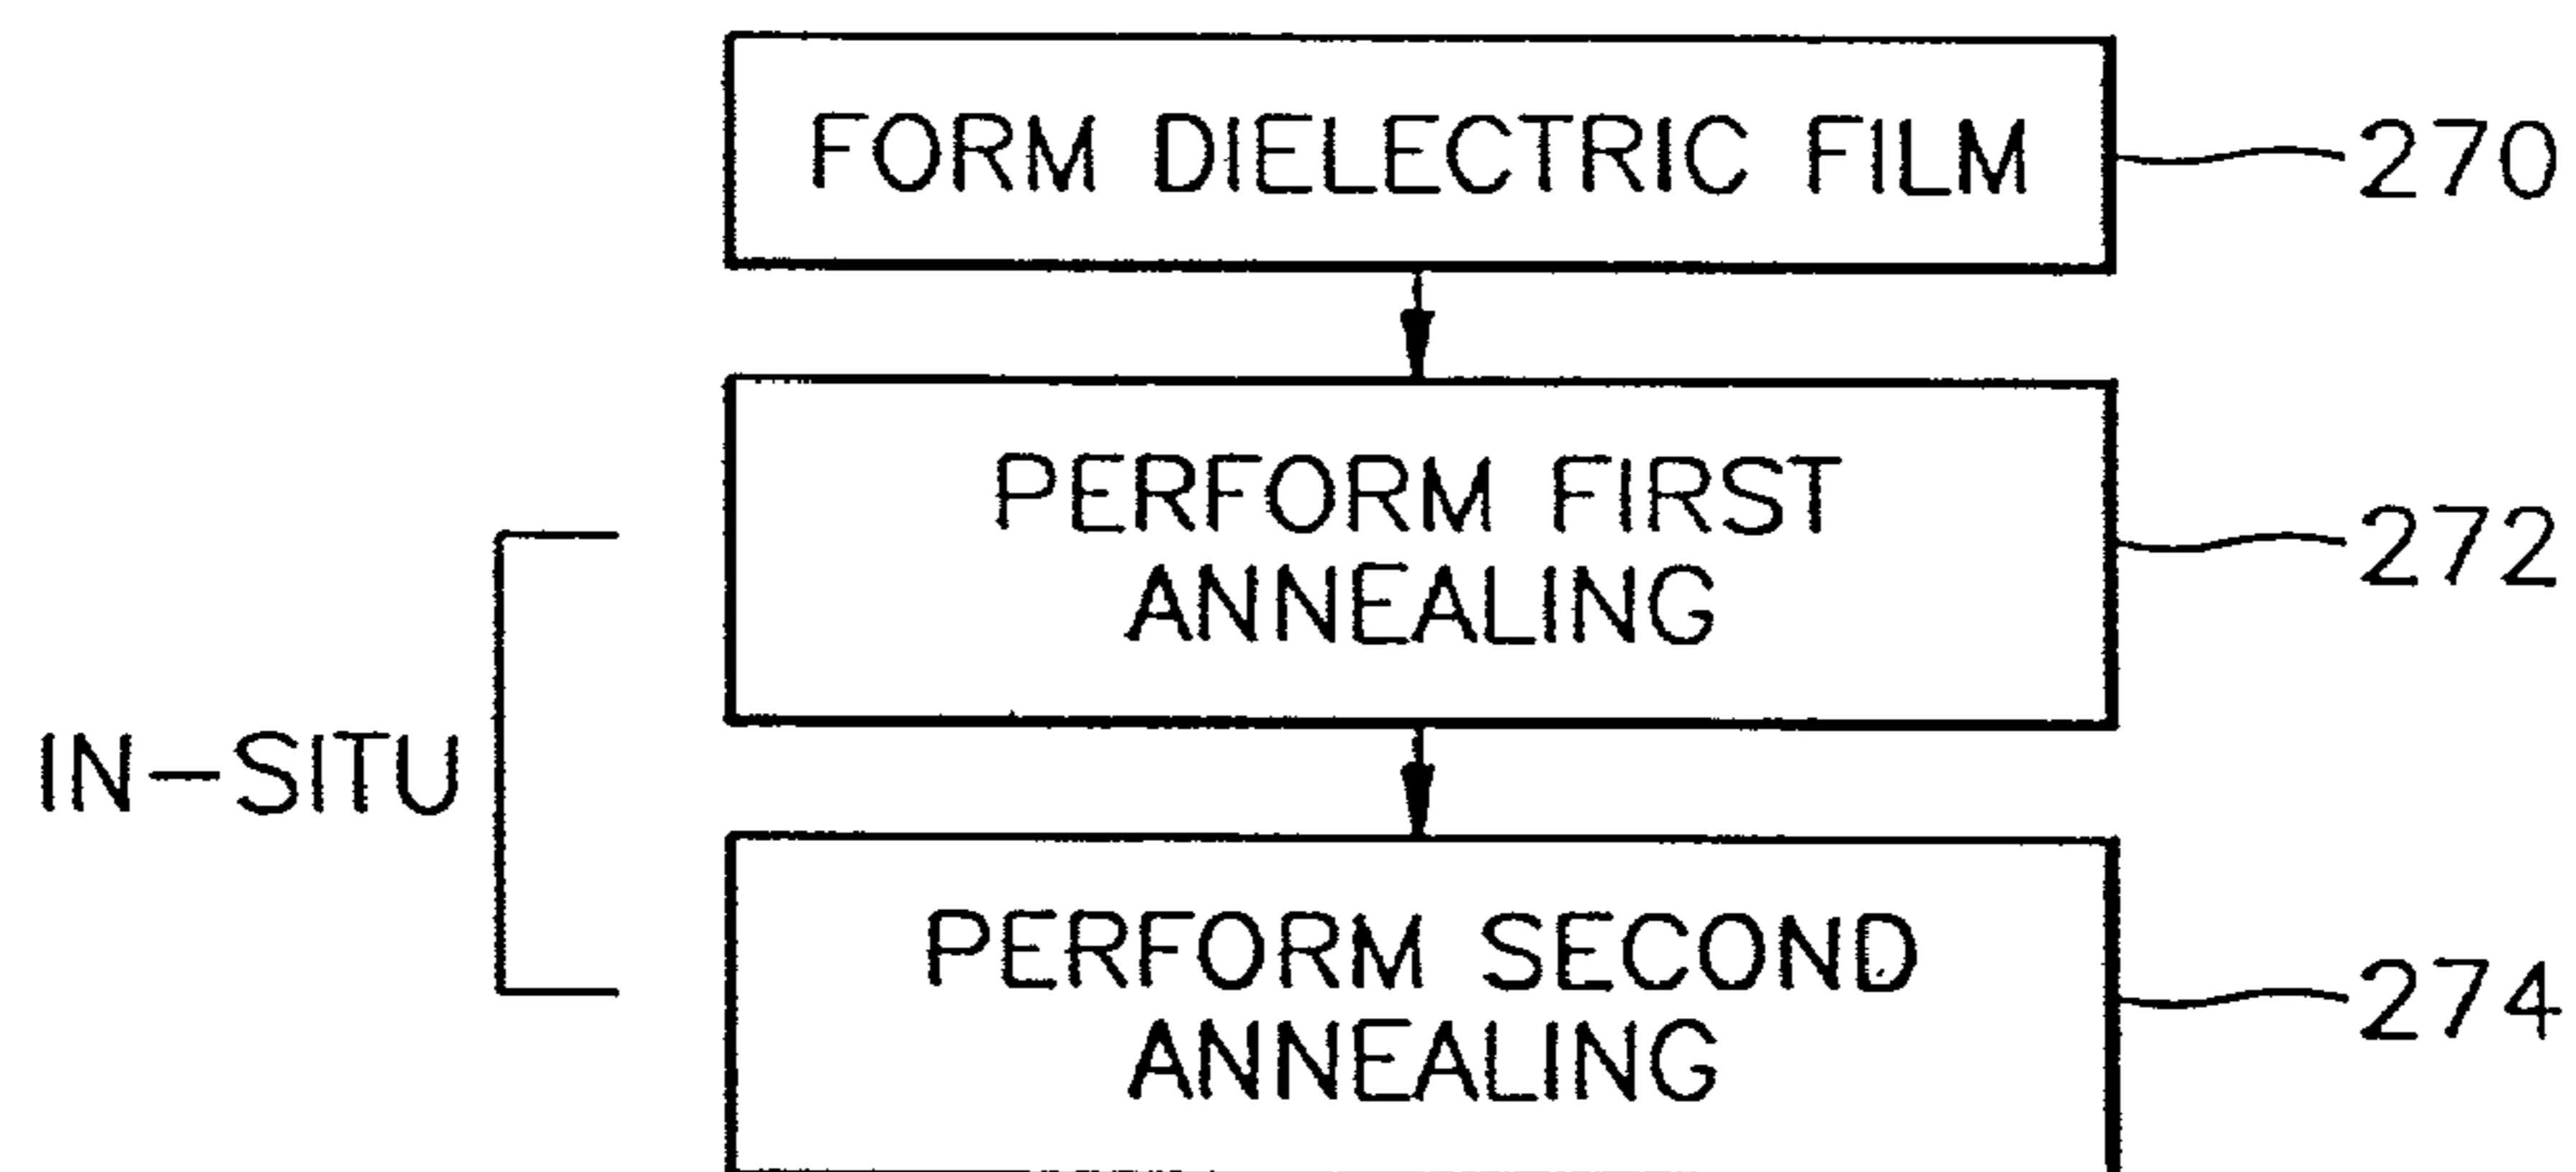 FORM DIELECTRIC FILM
270
PERFORM FIRST
ANNEALING
272
IN-SITU
PERFORM SECOND
ANNEALING
274